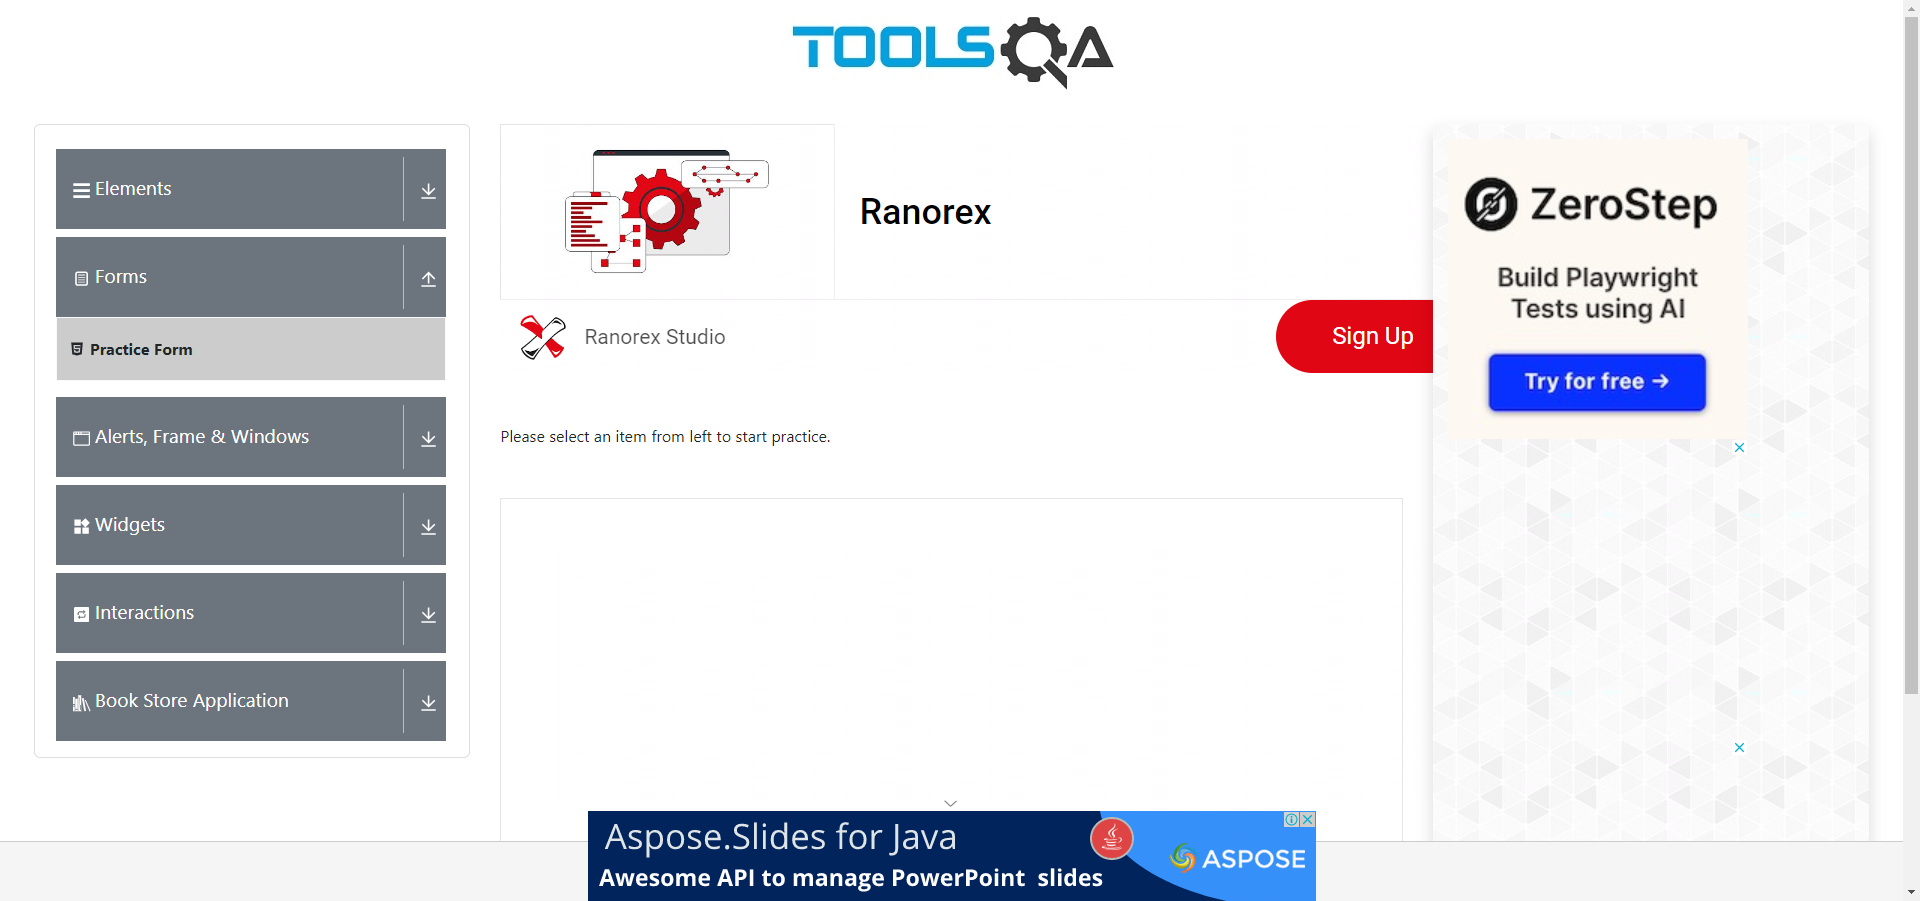 TOOLSQA
Elements
Forms
Practice Form
Alerts, Frame & Windows
Widgets
Interactions
Book Store Application
Ranorex
Ranorex Studio
Sign Up
Please select an item from left to start practice.
ZeroStep
Build Playwright
Tests using AI
Try for free →
Aspose.Slides for Java
Awesome API to manage PowerPoint slides
ASPOSE